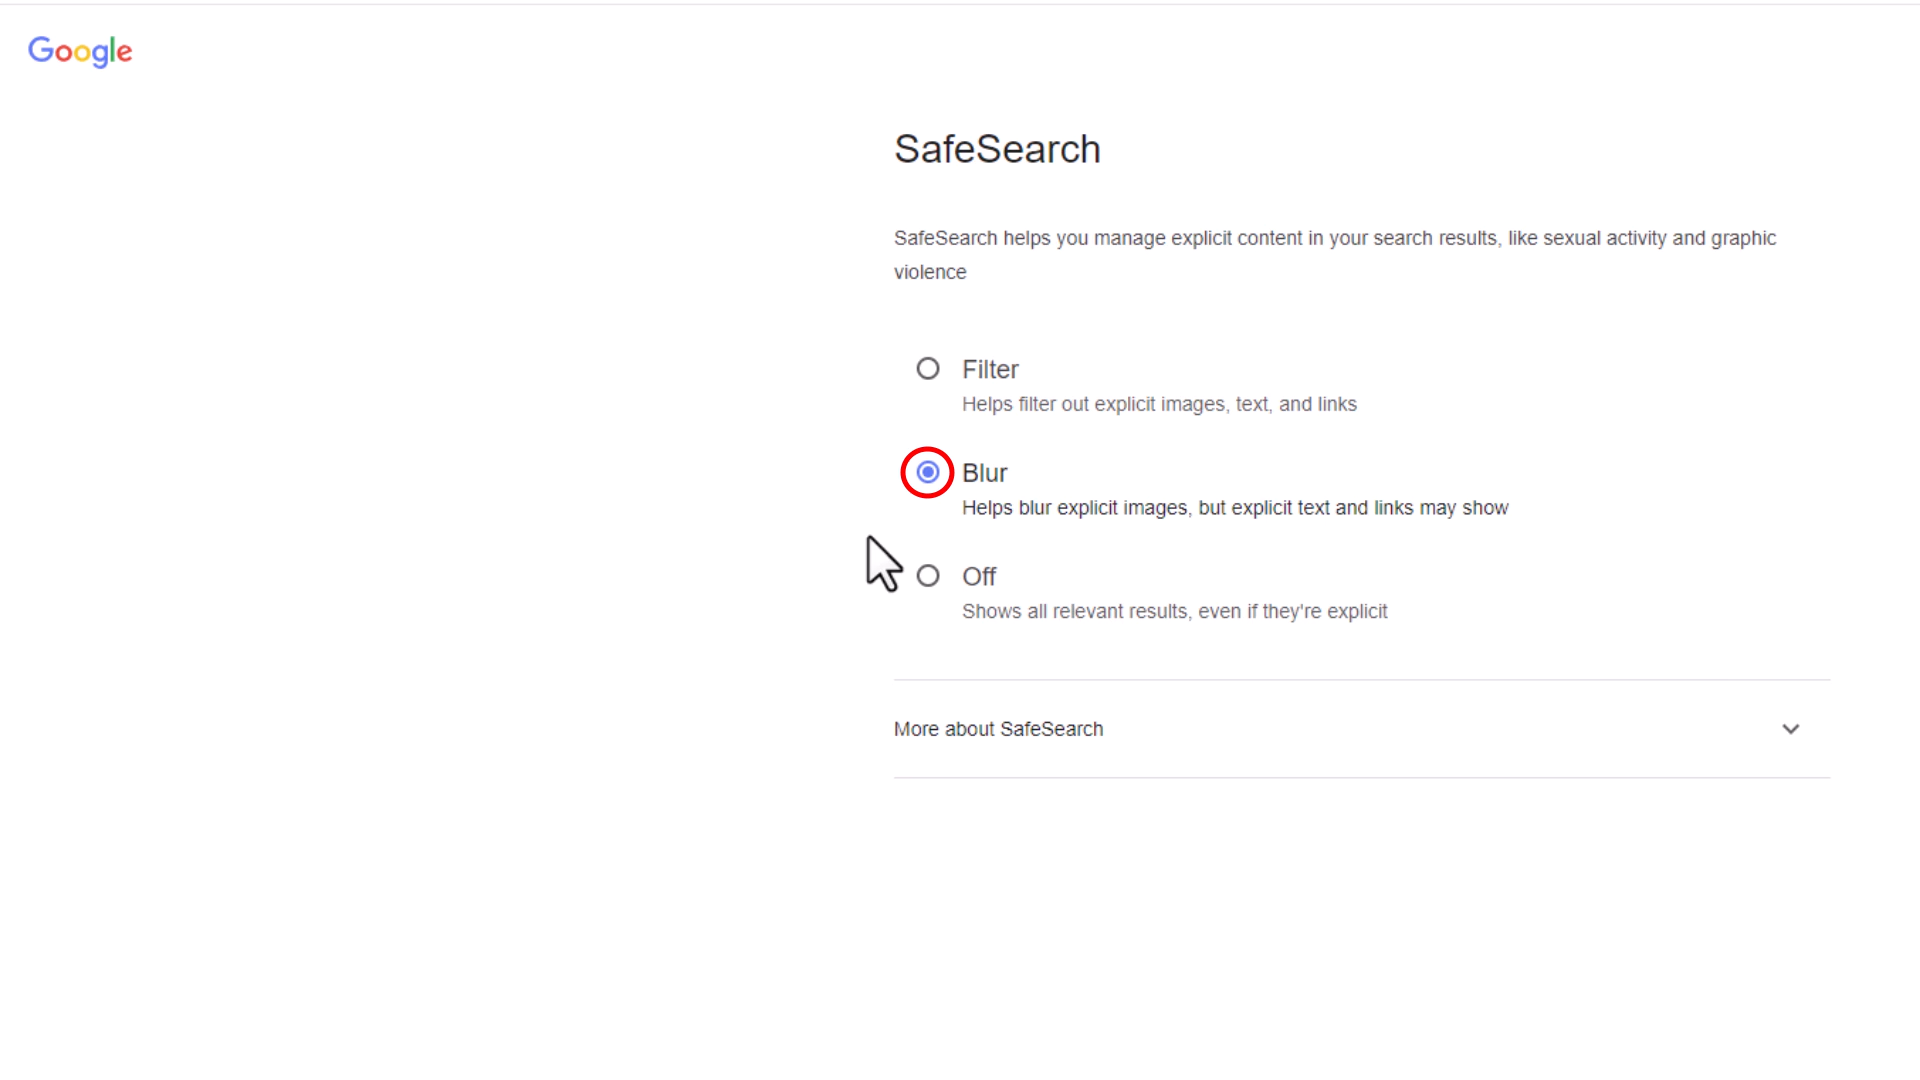 Google
SafeSearch
SafeSearch helps you manage explicit content in your search results, like sexual activity and graphic
violence
Filter
Helps filter out explicit images, text, and links
Blur
Helps blur explicit images, but explicit text and links may show
Off
Shows all relevant results, even if they're explicit
More about SafeSearch